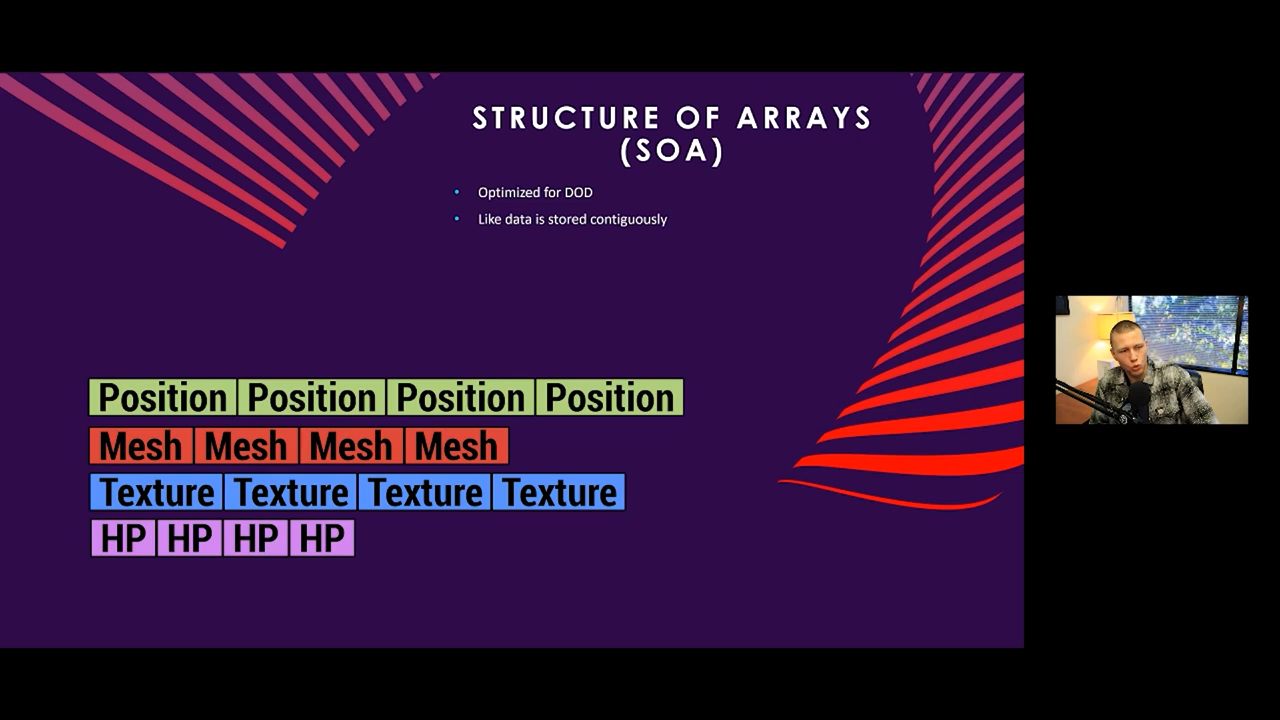 STRUCTURE OF ARRAYS
(SOA)
• Optimized for DOD
• Like data is stored contiguously
Position Position Position Position
Mesh Mesh Mesh Mesh
Texture Texture Texture Texture
HP HP HP HP